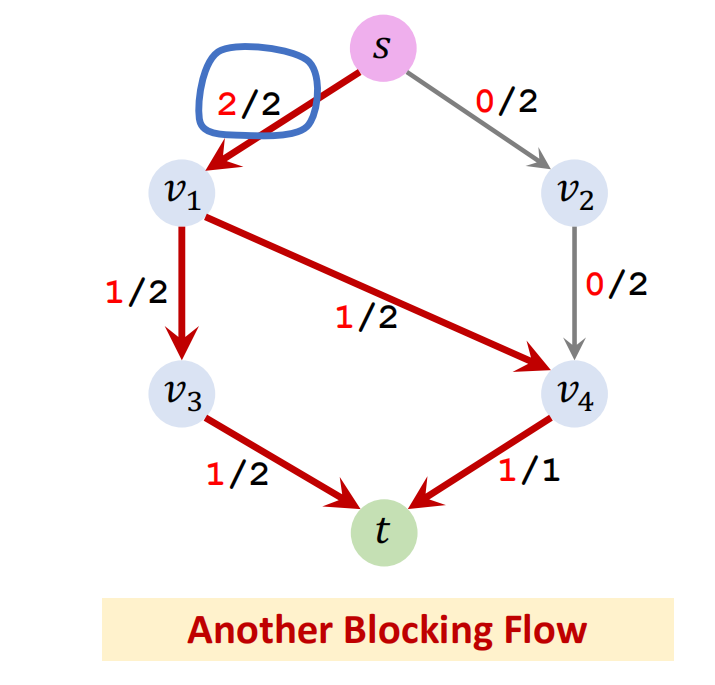 s
2/2
0/2
v1
v2
1/2
1/2
0/2
v3
v4
1/2
1/1
t
Another Blocking Flow